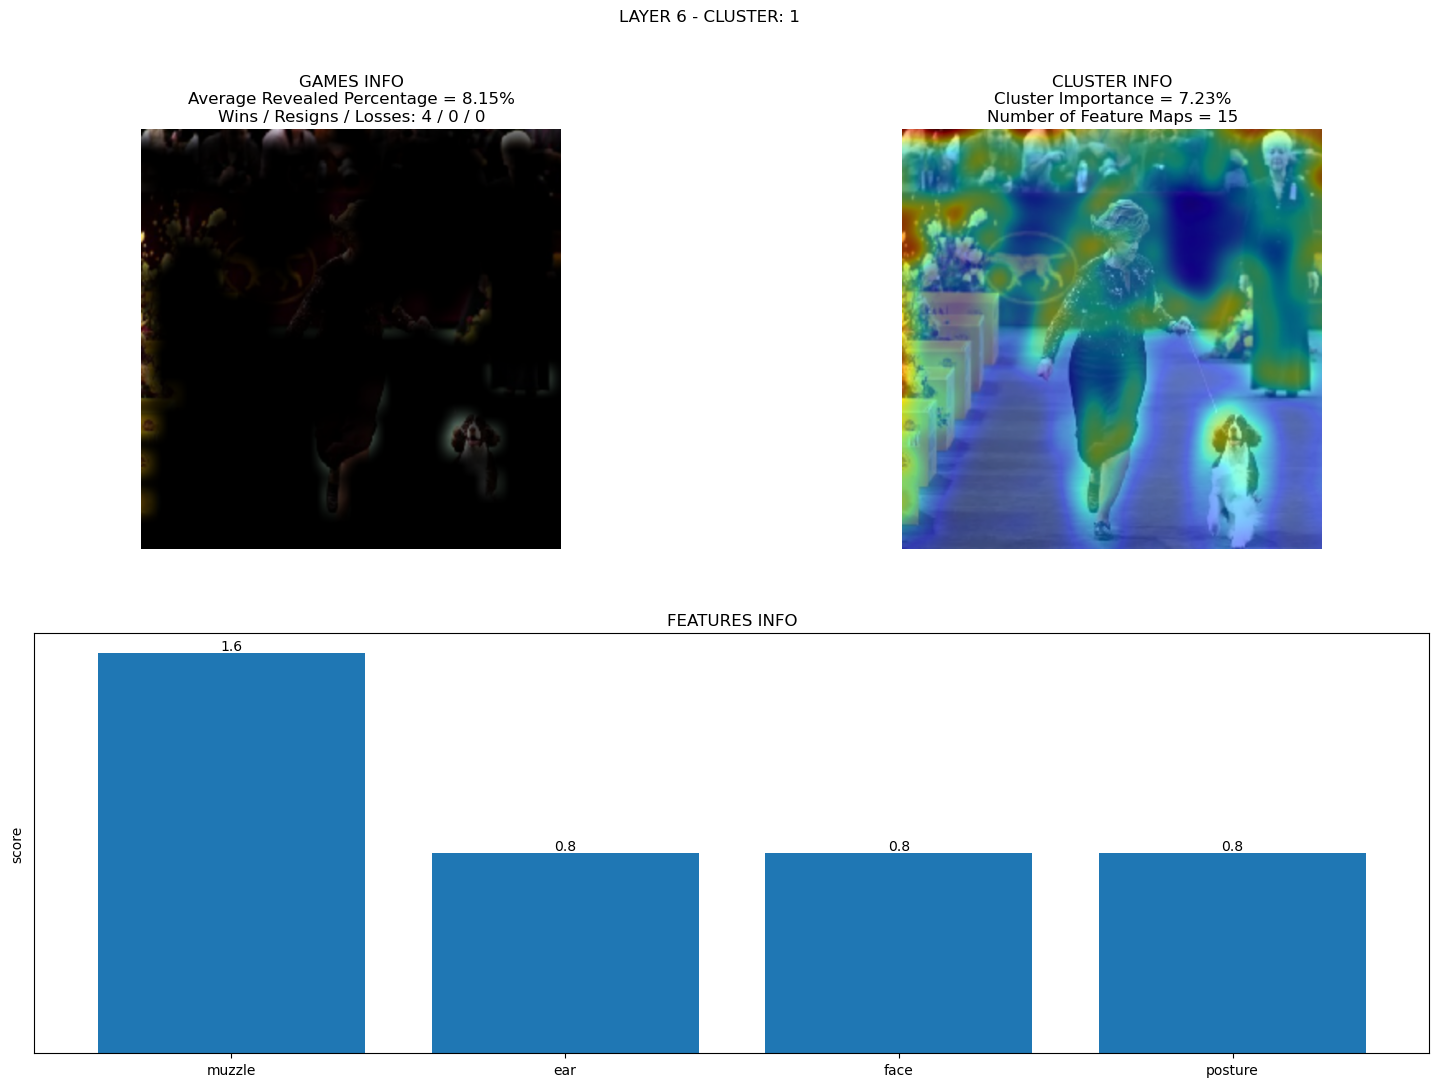 LAYER 6 - CLUSTER: 1
GAMES INFO
Average Revealed Percentage = 8.15%
Wins / Resigns / Losses: 4 / 0 / 0
CLUSTER INFO
Cluster Importance = 7.23%
Number of Feature Maps = 15
FEATURES INFO
score
1.6
0.8
0.8
0.8
muzzle
ear
face
posture